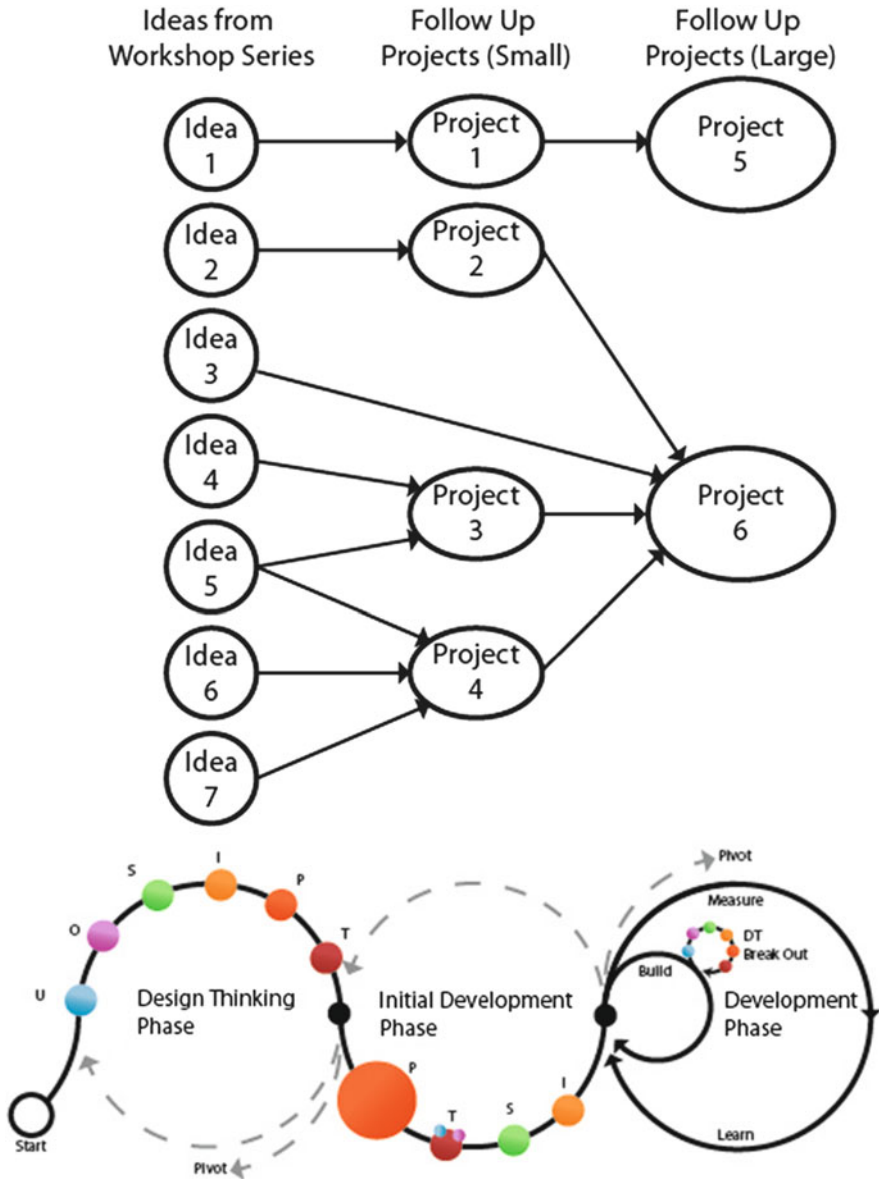 Ideas from
Workshop Series
Follow Up
Projects (Small)
Follow Up
Projects (Large)
Idea
1
Project
1
Project
5
Idea
2
Project
2
Idea
3
Idea
4
Project
3
Project
6
Idea
5
Idea
6
Project
4
Idea
7
U
O
S
I
P
T
Design Thinking
Phase
Start
Pivot
Initial Development
Phase
P
T
S
I
Pivot
Measure
DT
Break Out
Build
Development
Phase
Learn